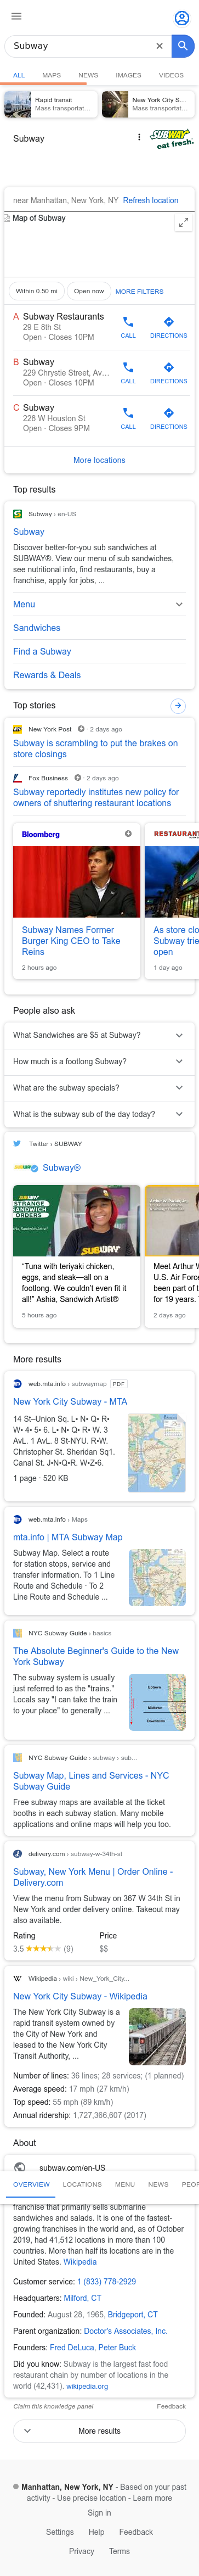 Subway
ALL MAPS NEWS IMAGES VIDEOS
Rapid transit
Mass transportat...
New York City S...
Mass transportat...
Subway
SUBWAY
eat fresh.
near Manhattan, New York, NY Refresh location
Map of Subway
Within 0.50 mi Open now MORE FILTERS
A Subway Restaurants
29 E 8th St
Open · Closes 10PM
CALL DIRECTIONS
B Subway
229 Chrystie Street, Av...
Open · Closes 10PM
CALL DIRECTIONS
C Subway
228 W Houston St
Open · Closes 9PM
CALL DIRECTIONS
More locations
Top results
Subway › en-US
Subway
Discover better-for-you sub sandwiches at
SUBWAY®. View our menu of sub sandwiches,
see nutritional info, find restaurants, buy a
franchise, apply for jobs, ...
Menu
Sandwiches
Find a Subway
Rewards & Deals
Top stories
New York Post · 2 days ago
Subway is scrambling to put the brakes on
store closings
Fox Business · 2 days ago
Subway reportedly institutes new policy for
owners of shuttering restaurant locations
Bloomberg
Subway Names Former
Burger King CEO to Take
Reins
2 hours ago
RESTAURAN
As store clo
Subway trie
open
1 day ago
People also ask
What Sandwiches are $5 at Subway?
How much is a footlong Subway?
What are the subway specials?
What is the subway sub of the day today?
Twitter › SUBWAY
Subway®
SUBWAY
STRANGE
SANDWICH
ORDERS
SUBWAY
“Tuna with teriyaki chicken,
eggs, and steak—all on a
footlong. We couldn’t even fit it
all!” Ashia, Sandwich Artist®
5 hours ago
Meet Arthur W
U.S. Air Forc
been part of t
for 19 years.
2 days ago
More results
web.mta.info › subwaymap PDF
New York City Subway - MTA
14 St–Union Sq. L• N• Q• R•
W• 4• 5• 6. L• N• Q• R• W. 3
AvL. 1 AvL. 8 St-NYU. R•W.
Christopher St. Sheridan Sq1.
Canal St. J•N•Q•R. W•Z•6.
1 page · 520 KB
web.mta.info › Maps
mta.info | MTA Subway Map
Subway Map. Select a route
for station stops, service and
transfer information. To 1 Line
Route and Schedule · To 2
Line Route and Schedule ...
NYC Subway Guide › basics
The Absolute Beginner's Guide to the New
York Subway
The subway system is usually
just referred to as the "trains."
Locals say "I can take the train
to your place" to generally ...
Uptown
Midtown
Downtown
NYC Subway Guide › subway › sub...
Subway Map, Lines and Services - NYC
Subway Guide
Free subway maps are available at the ticket
booths in each subway station. Many mobile
applications and online maps will help you too.
delivery.com › subway-w-34th-st
Subway, New York Menu | Order Online -
Delivery.com
View the menu from Subway on 367 W 34th St in
New York and order delivery online. Takeout may
also available.
Rating Price
3.5 (9) $$
W Wikipedia › wiki › New_York_City...
New York City Subway - Wikipedia
The New York City Subway is a
rapid transit system owned by
the City of New York and
leased to the New York City
Transit Authority, ...
Number of lines: 36 lines; 28 services; (1 planned)
Average speed: 17 mph (27 km/h)
Top speed: 55 mph (89 km/h)
Annual ridership: 1,727,366,607 (2017)
About
subway.com/en-US
OVERVIEW LOCATIONS MENU NEWS PEOP
franchise that primarily sells submarine
sandwiches and salads. It is one of the fastest-
growing franchises in the world and, as of October
2019, had 41,512 locations in more than 100
countries. More than half its locations are in the
United States. Wikipedia
Customer service: 1 (833) 778-2929
Headquarters: Milford, CT
Founded: August 28, 1965, Bridgeport, CT
Parent organization: Doctor's Associates, Inc.
Founders: Fred DeLuca, Peter Buck
Did you know: Subway is the largest fast food
restaurant chain by number of locations in the
world (42,431). wikipedia.org
Claim this knowledge panel Feedback
More results
Manhattan, New York, NY - Based on your past
activity - Use precise location - Learn more
Sign in
Settings Help Feedback
Privacy Terms